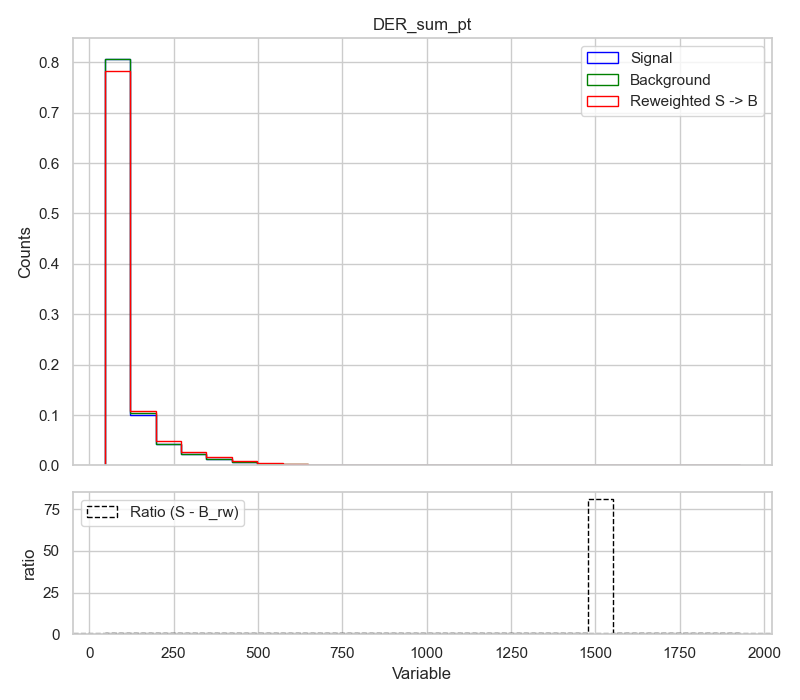 DER_sum_pt
Signal
Background
Reweighted S -> B
Counts
0.8
0.7
0.6
0.5
0.4
0.3
0.2
0.1
0.0
Ratio (S - B_rw)
ratio
75
50
25
0
0 250 500 750 1000 1250 1500 1750 2000
Variable